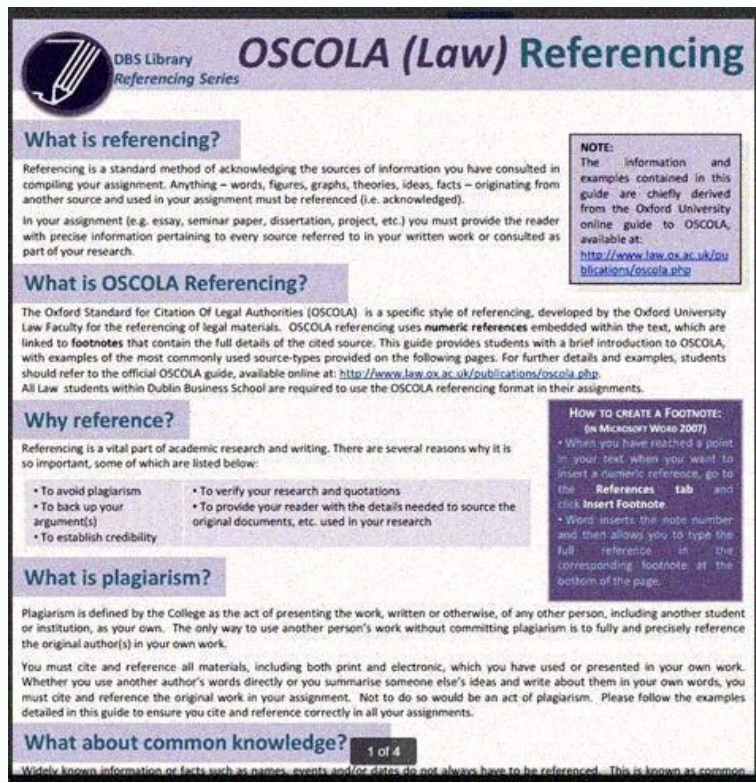 DBS Library
Referencing Series
OSCOLA (Law) Referencing
What is referencing?
Referencing is a standard method of acknowledging the sources of information you have consulted in
compiling your assignment. Anything – words, figures, graphs, theories, ideas, facts – originating from
another source and used in your assignment must be referenced (i.e. acknowledged).
In your assignment (e.g. essay, seminar paper, dissertation, project, etc.) you must provide the reader
with precise information pertaining to every source referred to in your written work or consulted as
part of your research.
NOTE:
The information and
examples contained in this
guide are chiefly derived
from the Oxford University
online guide to OSCOLA,
available at:
http://www.law.ox.ac.uk/pu
blications/oscola.php
What is OSCOLA Referencing?
The Oxford Standard for Citation Of Legal Authorities (OSCOLA) is a specific style of referencing, developed by the Oxford University
Law Faculty for the referencing of legal materials. OSCOLA referencing uses numeric references embedded within the text, which are
linked to footnotes that contain the full details of the cited source. This guide provides students with a brief introduction to OSCOLA,
with examples of the most commonly used source-types provided on the following pages. For further details and examples, students
should refer to the official OSCOLA guide, available online at: http://www.law.ox.ac.uk/publications/oscola.php.
All Law students within Dublin Business School are required to use the OSCOLA referencing format in their assignments.
Why reference?
Referencing is a vital part of academic research and writing. There are several reasons why it is
so important, some of which are listed below:
• To avoid plagiarism
• To back up your
argument(s)
• To establish credibility
• To verify your research and quotations
• To provide your reader with the details needed to source the
original documents, etc. used in your research
HOW TO CREATE A FOOTNOTE:
(IN MICROSOFT WORD 2007)
• When you have reached a point
in your text when you want to
insert a numeric reference, go to
the References tab and
click Insert Footnote
• Word inserts the note number
and then allows you to type the
full reference in the
corresponding footnote at the
bottom of the page.
What is plagiarism?
Plagiarism is defined by the College as the act of presenting the work, written or otherwise, of any other person, including another student
or institution, as your own. The only way to use another person's work without committing plagiarism is to fully and precisely reference
the original author(s) in your own work.
You must cite and reference all materials, including both print and electronic, which you have used or presented in your own work.
Whether you use another author's words directly or you summarise someone else's ideas and write about them in your own words, you
must cite and reference the original work in your assignment. Not to do so would be an act of plagiarism. Please follow the examples
detailed in this guide to ensure you cite and reference correctly in all your assignments.
What about common knowledge?
1 of 4
Widely known information or facts such as names, events and/or dates do not always have to be referenced. This is known as common